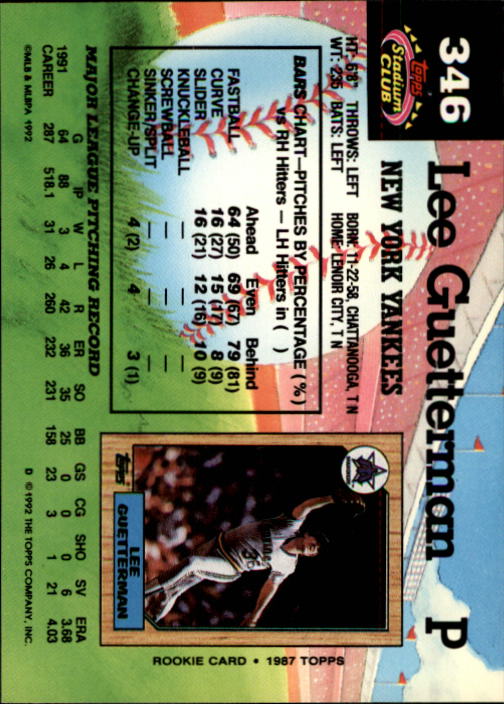 346 Lee Guetterman P
Topps
Stadium
CLUB
NEW YORK YANKEES
HT: 6'8" THROWS: LEFT BORN: 11-22-58, CHATTANOOGA, TN
WT: 235 BATS: LEFT HOME: LENOIR CITY, TN
BARS CHART—PITCHES BY PERCENTAGE (%)
vs RH Hitters — LH Hitters in ( )
Ahead Even Behind
FASTBALL 64 (50) 69 (67) 79 (81)
CURVE 16 (27) 15 (17) 8 (9)
SLIDER 16 (21) 12 (16) 10 (9)
KNUCKLEBALL — — —
SCREWBALL — — —
SINKER/SPLIT — — —
CHANGE-UP 4 (2) 4 3 (1)
LEE
GUETTERMAN
Topps
ROOKIE CARD • 1987 TOPPS
MAJOR LEAGUE PITCHING RECORD
G IP W L R ER SO BB GS CG SHO SV ERA
1991 64 88 3 4 42 36 35 25 0 0 0 6 3.68
CAREER 287 518.1 31 26 260 232 231 158 23 3 1 21 4.03
©MLB & MLBPA 1992
D ©1992 THE TOPPS COMPANY, INC.